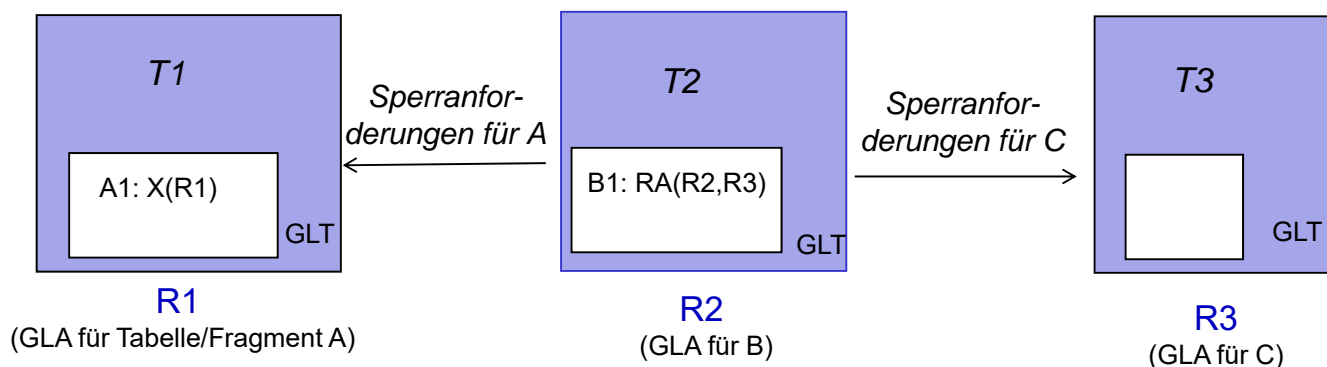 T1
Sperranfor-
derungen für A
A1: X(R1)
GLT
R1
(GLA für Tabelle/Fragment A)
T2
B1: RA(R2,R3)
GLT
R2
(GLA für B)
Sperranfor-
derungen für C
T3
GLT
R3
(GLA für C)